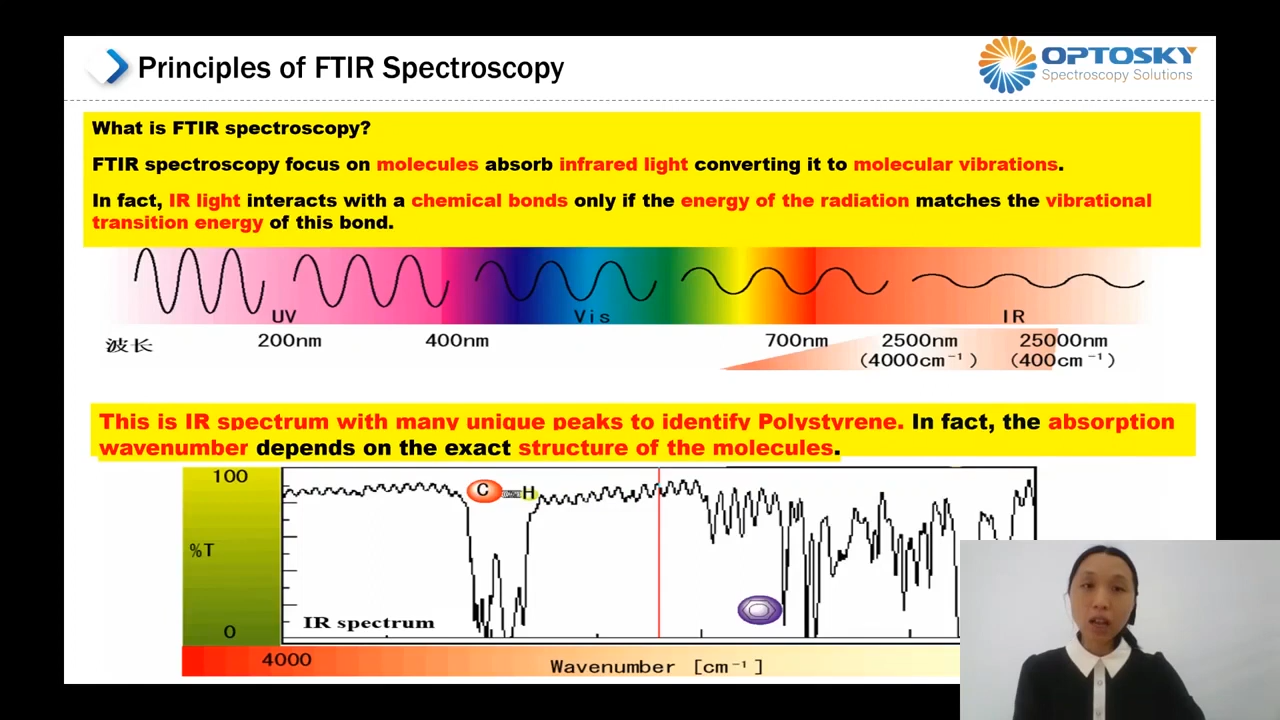 Principles of FTIR Spectroscopy
OPTOSKY
Spectroscopy Solutions
What is FTIR spectroscopy?
FTIR spectroscopy focus on molecules absorb infrared light converting it to molecular vibrations.
In fact, IR light interacts with a chemical bonds only if the energy of the radiation matches the vibrational
transition energy of this bond.
UV Vis IR
波长 200nm 400nm 700nm 2500nm 25000nm
(4000cm⁻¹) (400cm⁻¹)
This is IR spectrum with many unique peaks to identify Polystyrene. In fact, the absorption
wavenumber depends on the exact structure of the molecules.
100
C H
%T
IR spectrum
0
4000
Wavenumber [cm⁻¹]